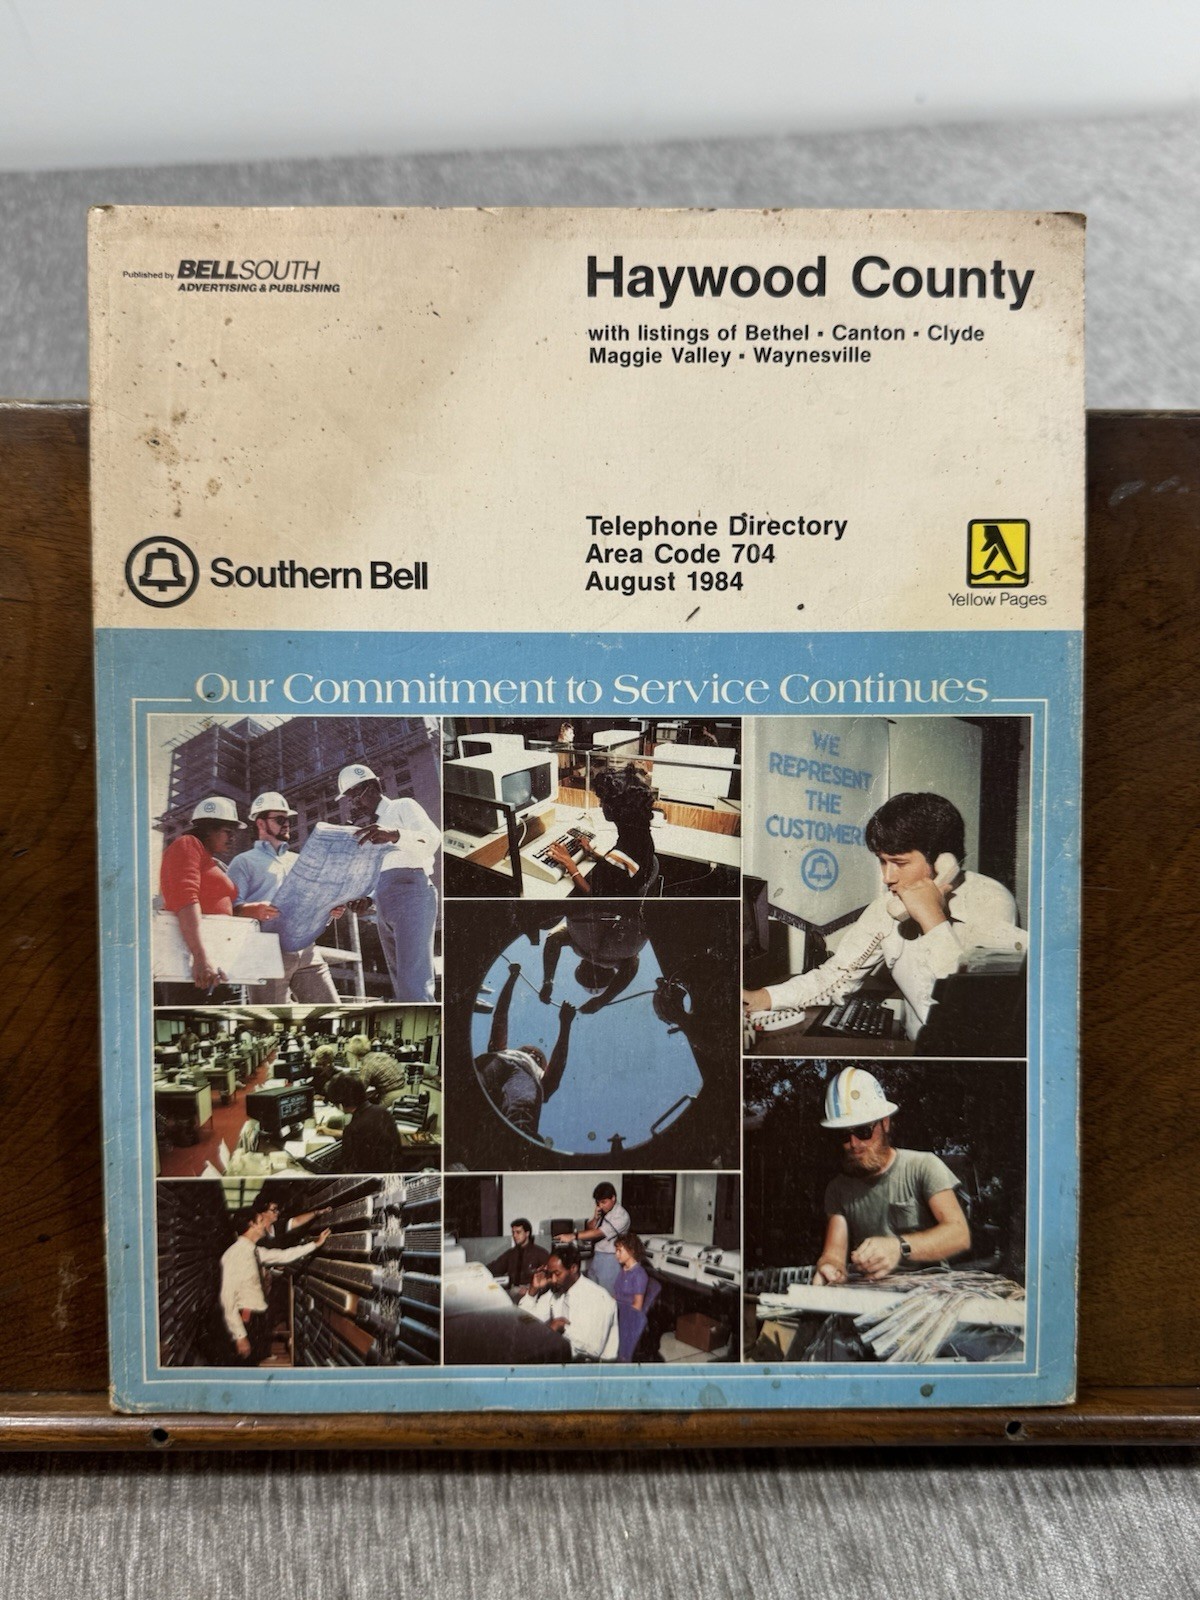 Published by BELLSOUTH
ADVERTISING & PUBLISHING
Haywood County
with listings of Bethel ▪ Canton ▪ Clyde
Maggie Valley ▪ Waynesville
Southern Bell
Telephone Directory
Area Code 704
August 1984
Yellow Pages
Our Commitment to Service Continues
WE
REPRESENT
THE
CUSTOMER